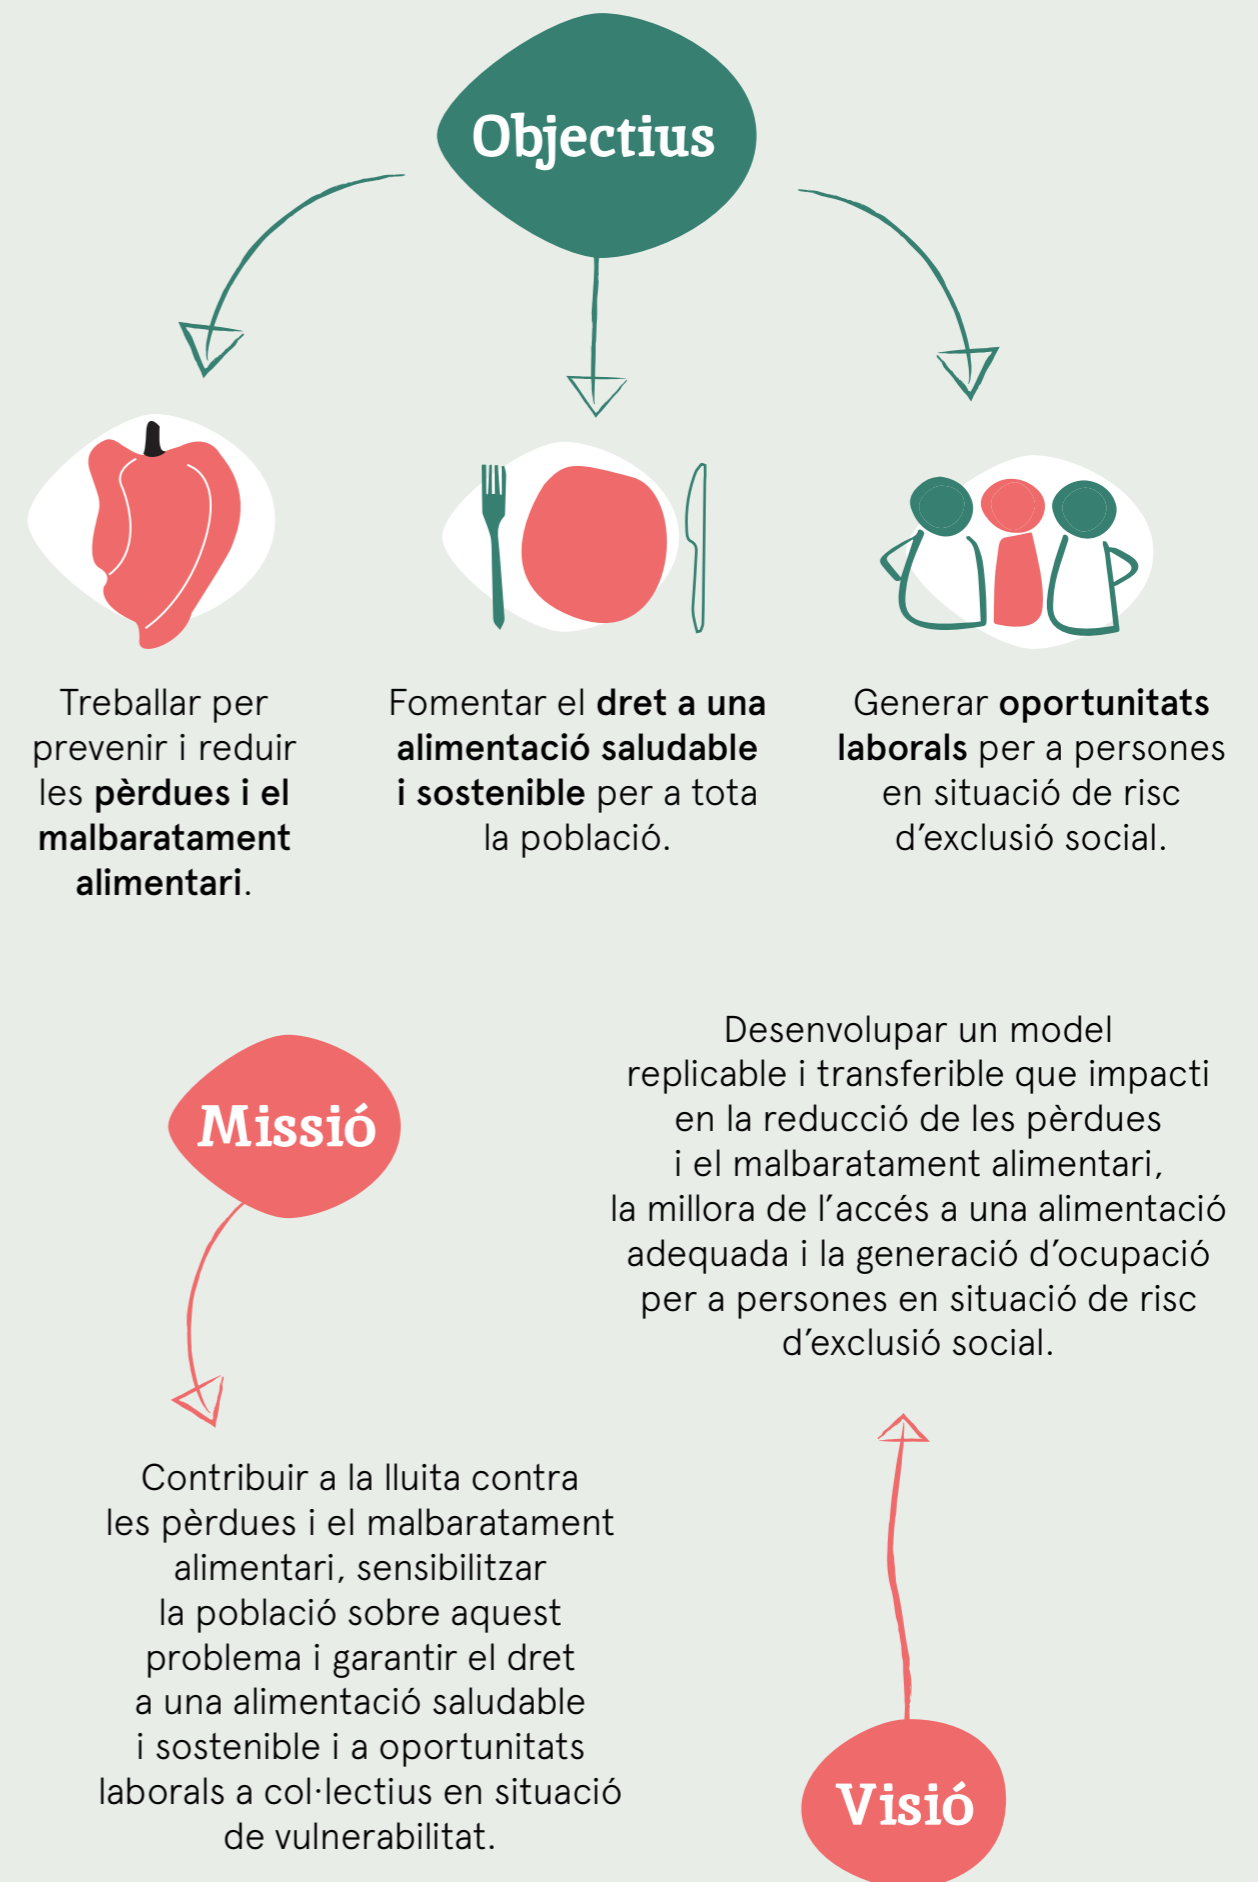 Objectius
Treballar per
prevenir i reduir
les pèrdues i el
malbaratament
alimentari.
Fomentar el dret a una
alimentació saludable
i sostenible per a tota
la població.
Generar oportunitats
laborals per a persones
en situació de risc
d’exclusió social.
Missió
Contribuir a la lluita contra
les pèrdues i el malbaratament
alimentari, sensibilitzar
la població sobre aquest
problema i garantir el dret
a una alimentació saludable
i sostenible i a oportunitats
laborals a col·lectius en situació
de vulnerabilitat.
Desenvolupar un model
replicable i transferible que impacti
en la reducció de les pèrdues
i el malbaratament alimentari,
la millora de l’accés a una alimentació
adequada i la generació d’ocupació
per a persones en situació de risc
d’exclusió social.
Visió